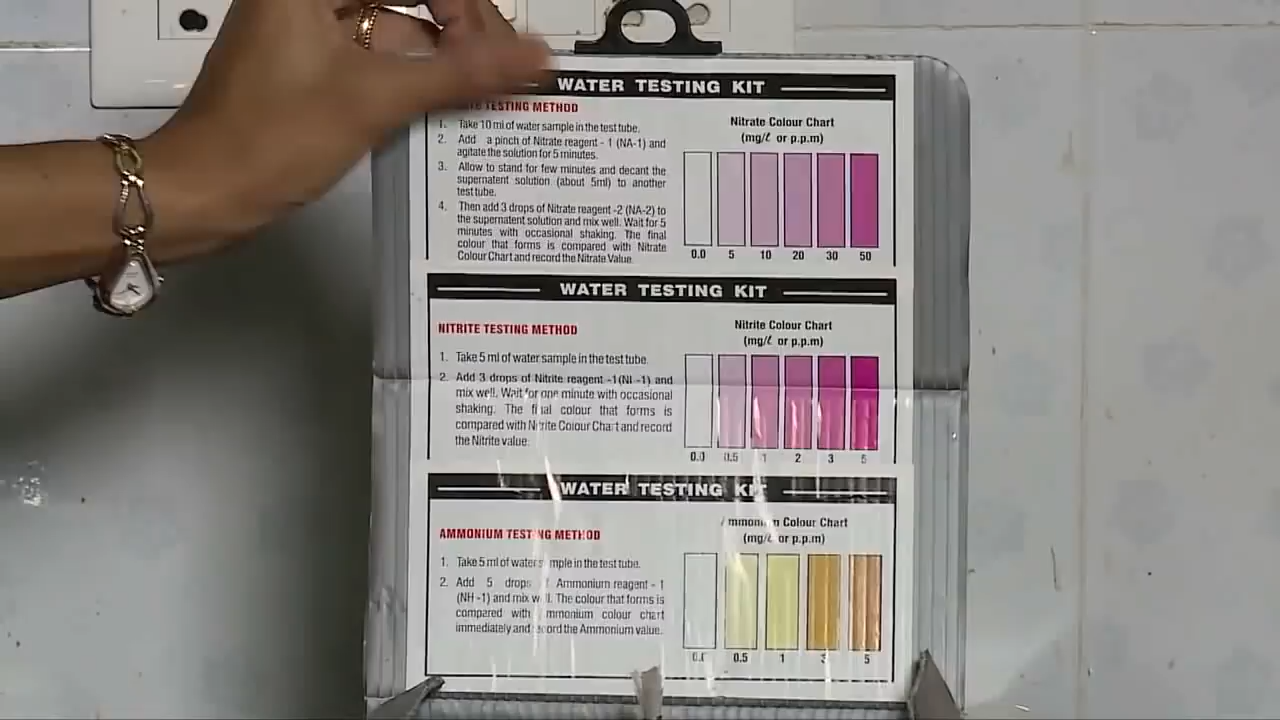 WATER TESTING KIT
TESTING METHOD
1. Take 10 ml of water sample in the test tube.
2. Add a pinch of Nitrate reagent - 1 (NA-1) and
agitate the solution for 5 minutes.
3. Allow to stand for few minutes and decant the
supernatent solution (about 5ml) to another
test tube.
4. Then add 3 drops of Nitrate reagent -2 (NA-2) to
the supernatent solution and mix well. Wait for 5
minutes with occasional shaking. The final
colour that forms is compared with Nitrate
Colour Chart and record the Nitrate Value.
Nitrate Colour Chart
(mg/ℓ or p.p.m)
0.0 5 10 20 30 50
WATER TESTING KIT
NITRITE TESTING METHOD
1. Take 5 ml of water sample in the test tube.
2. Add 3 drops of Nitrite reagent -1(NI -1) and
mix well. Wait for one minute with occasional
shaking. The final colour that forms is
compared with Nitrite Colour Chart and record
the Nitrite value.
Nitrite Colour Chart
(mg/ℓ or p.p.m)
0.0 0.5 1 2 3 5
WATER TESTING KIT
AMMONIUM TESTING METHOD
1. Take 5 ml of water sample in the test tube.
2. Add 5 drops of Ammonium reagent - 1
(NH -1) and mix well. The colour that forms is
compared with ammonium colour chart
immediately and record the Ammonium value.
Ammonium Colour Chart
(mg/ℓ or p.p.m)
0.0 0.5 1 3 5